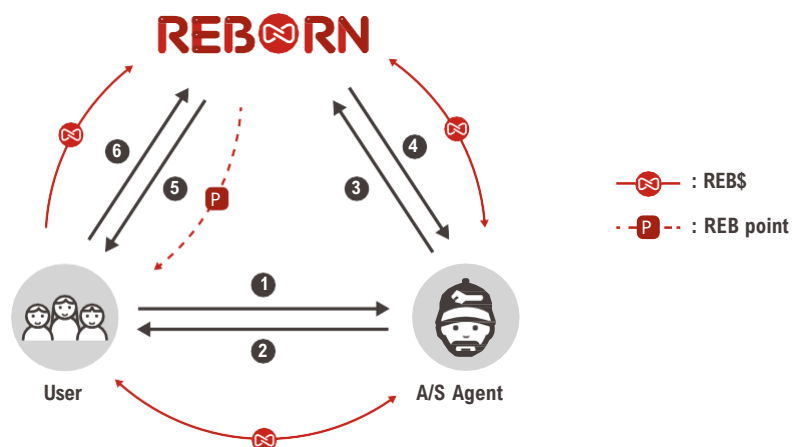 REBORN
6
4
5
3
P
: REB$
P : REB point
1
2
User
A/S Agent